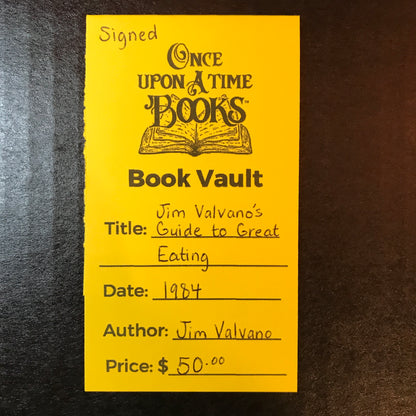 Signed
ONCE
UPON A TIME
BOOKS™
Book Vault
Jim Valvano's
Title: Guide to Great
Eating
Date: 1984
Author: Jim Valvano
Price: $ 50.00